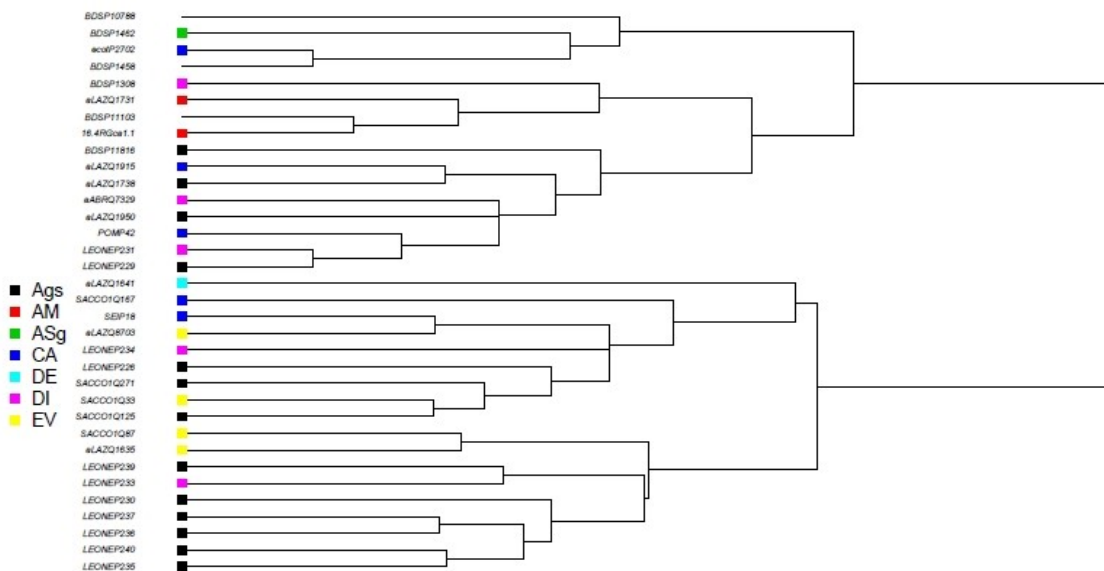 BDSP10788
BDSP1462
acotP2702
BDSP1458
BDSP1308
aLAZQ1731
BDSP11103
16.4RGca1.1
BDSP11816
aLAZQ1915
aLAZQ1738
aABRQ7329
aLAZQ1950
POMP42
LEONEP231
LEONEP229
aLAZQ1641
SACCO1Q167
SEIP18
aLAZQ8703
LEONEP234
LEONEP226
SACCO1Q271
SACCO1Q33
SACCO1Q125
SACCO1Q87
aLAZQ1635
LEONEP239
LEONEP233
LEONEP230
LEONEP237
LEONEP236
LEONEP240
LEONEP235
Ags
AM
ASg
CA
DE
DI
EV